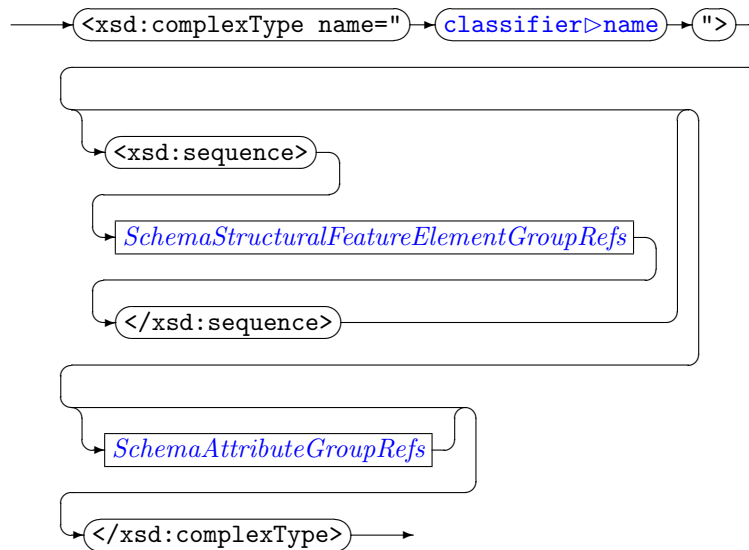 <xsd:complexType name=" classifier▷name ">
<xsd:sequence>
SchemaStructuralFeatureElementGroupRefs
</xsd:sequence>
SchemaAttributeGroupRefs
</xsd:complexType>